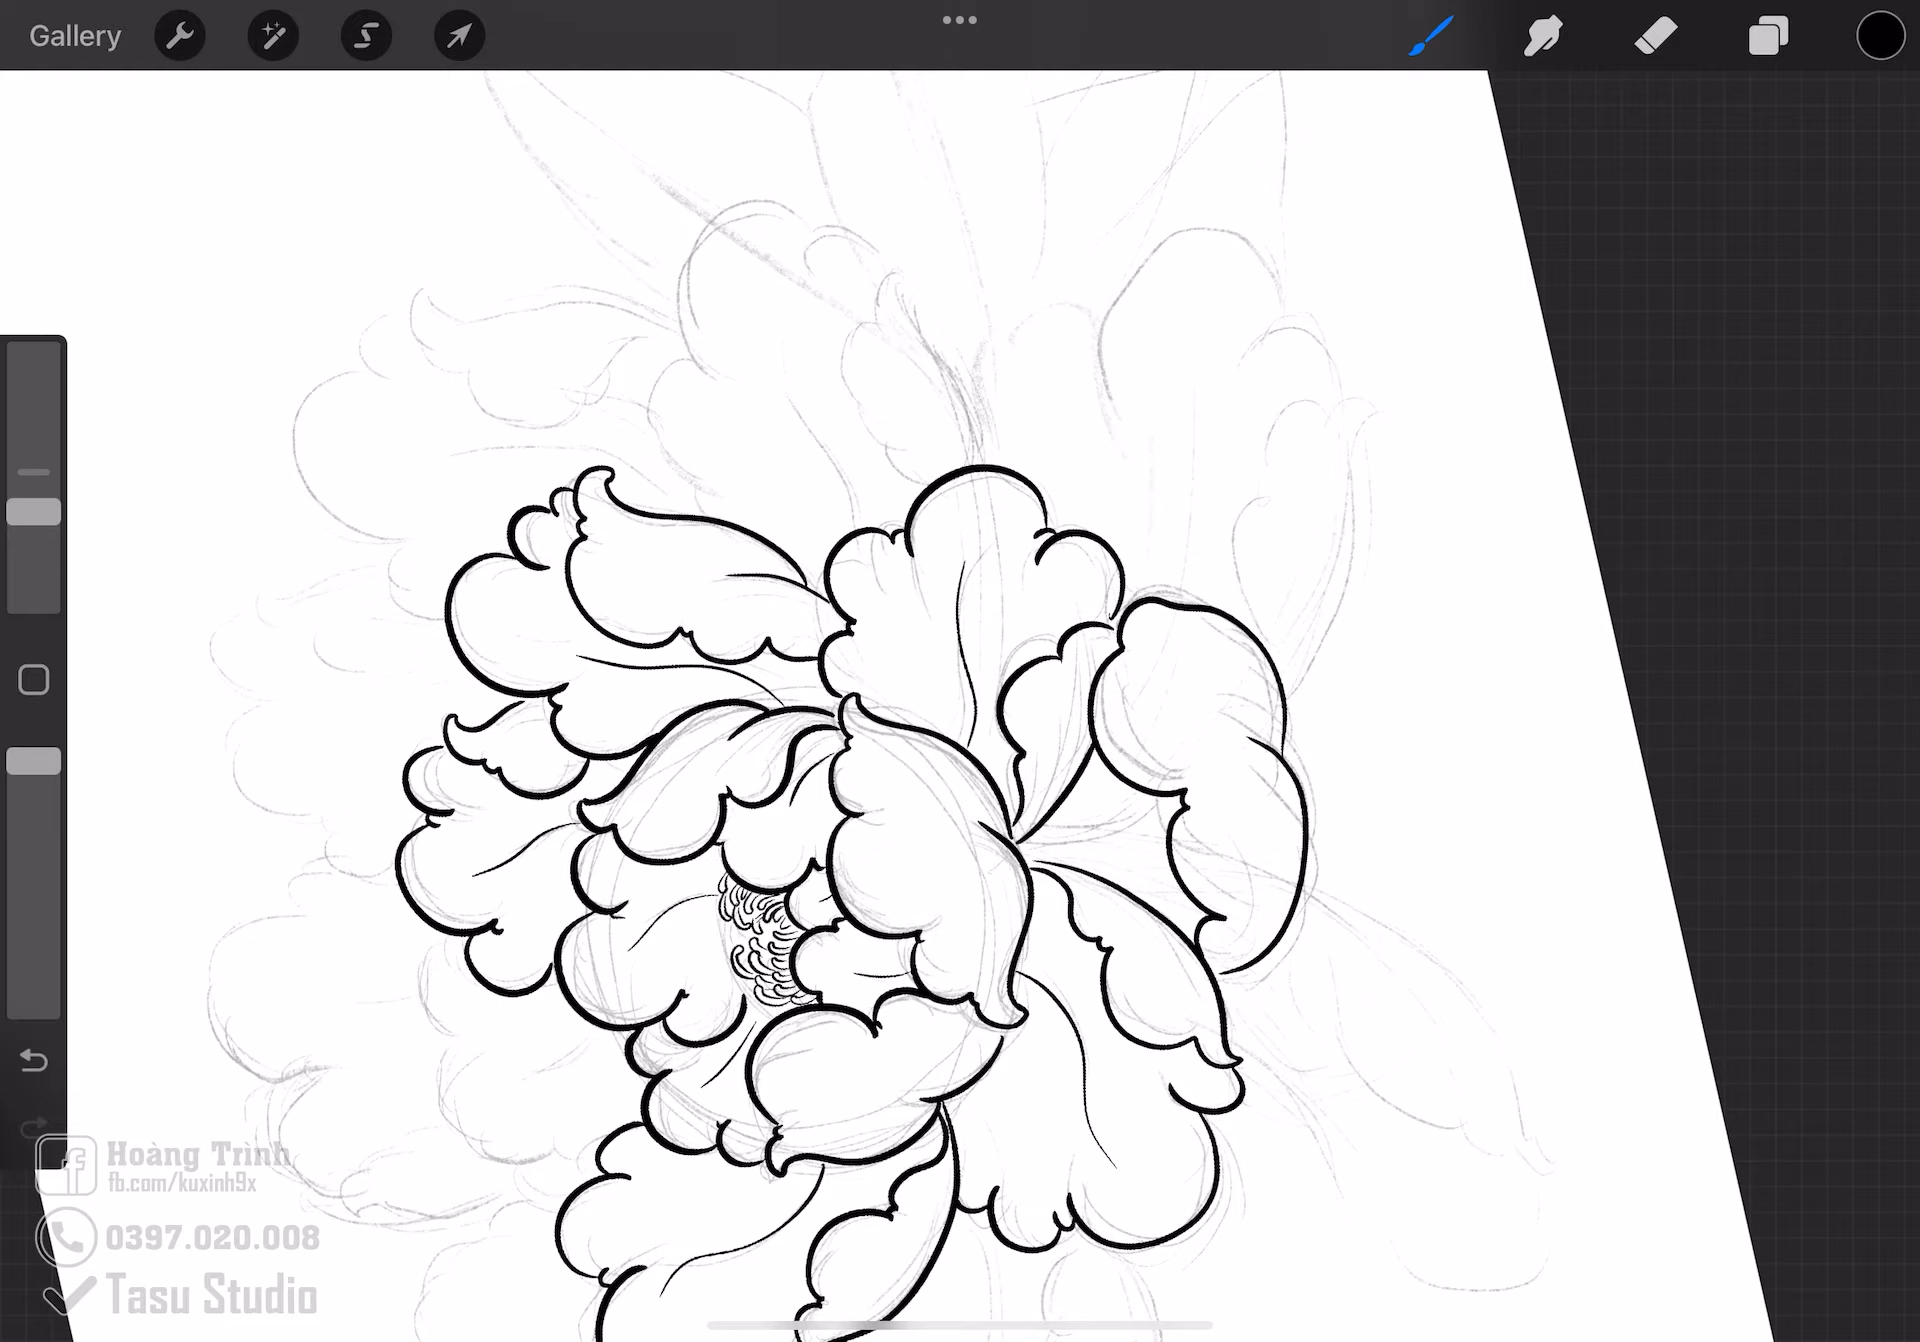 Gallery
Hoàng Trình
fb.com/kuxinh9x
0397.020.008
Tasu Studio